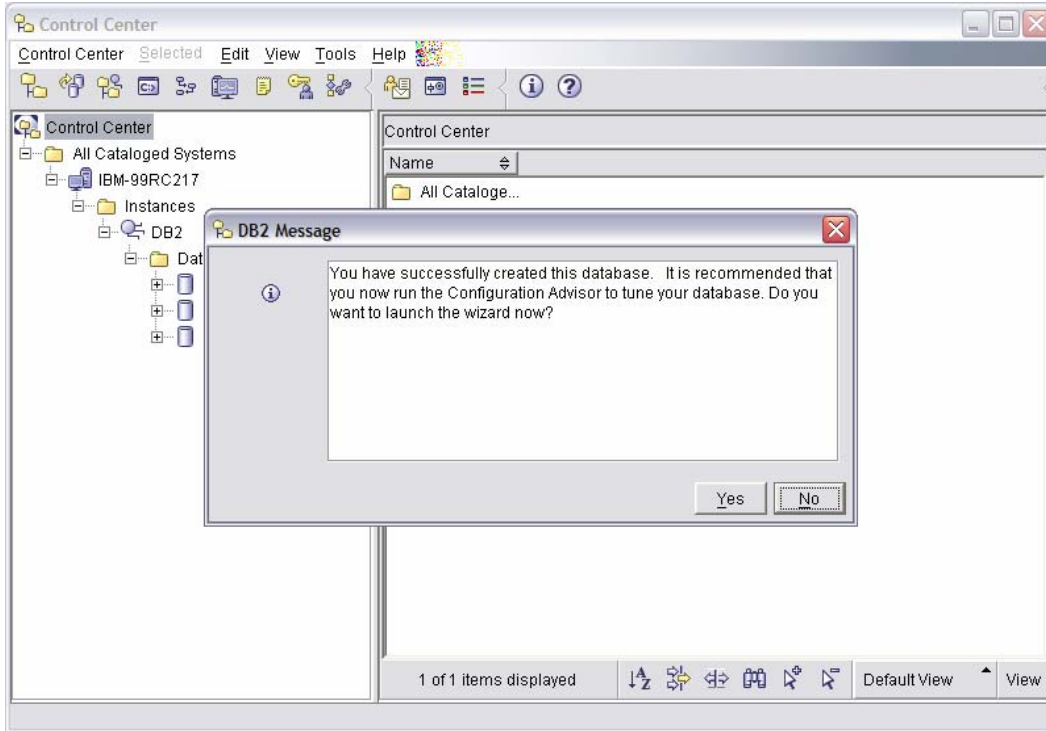 Control Center
Control Center Selected Edit View Tools Help
Control Center
All Cataloged Systems
IBM-99RC217
Instances
DB2
Dat
Control Center
Name
All Cataloge...
DB2 Message
You have successfully created this database. It is recommended that
you now run the Configuration Advisor to tune your database. Do you
want to launch the wizard now?
Yes No
1 of 1 items displayed
Default View
View